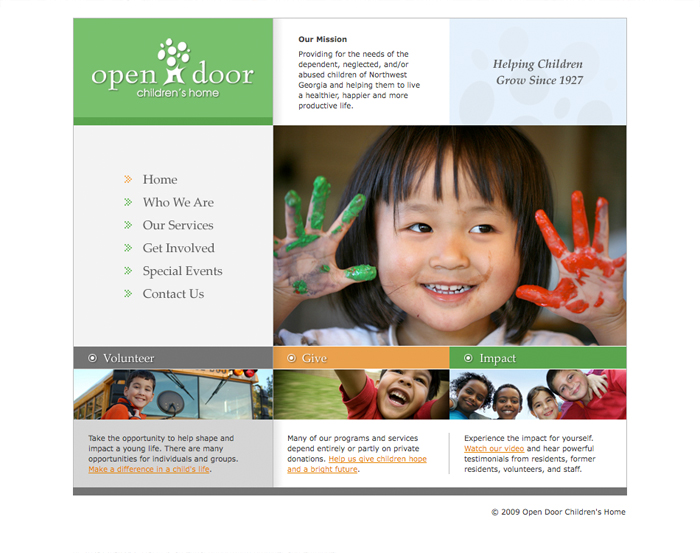 open door
children's home
Our Mission
Providing for the needs of the
dependent, neglected, and/or
abused children of Northwest
Georgia and helping them to live
a healthier, happier and more
productive life.
Helping Children
Grow Since 1927
Home
Who We Are
Our Services
Get Involved
Special Events
Contact Us
Volunteer
Give
Impact
Take the opportunity to help shape and
impact a young life. There are many
opportunities for individuals and groups.
Make a difference in a child's life.
Many of our programs and services
depend entirely or partly on private
donations. Help us give children hope
and a bright future.
Experience the impact for yourself.
Watch our video and hear powerful
testimonials from residents, former
residents, volunteers, and staff.
© 2009 Open Door Children's Home